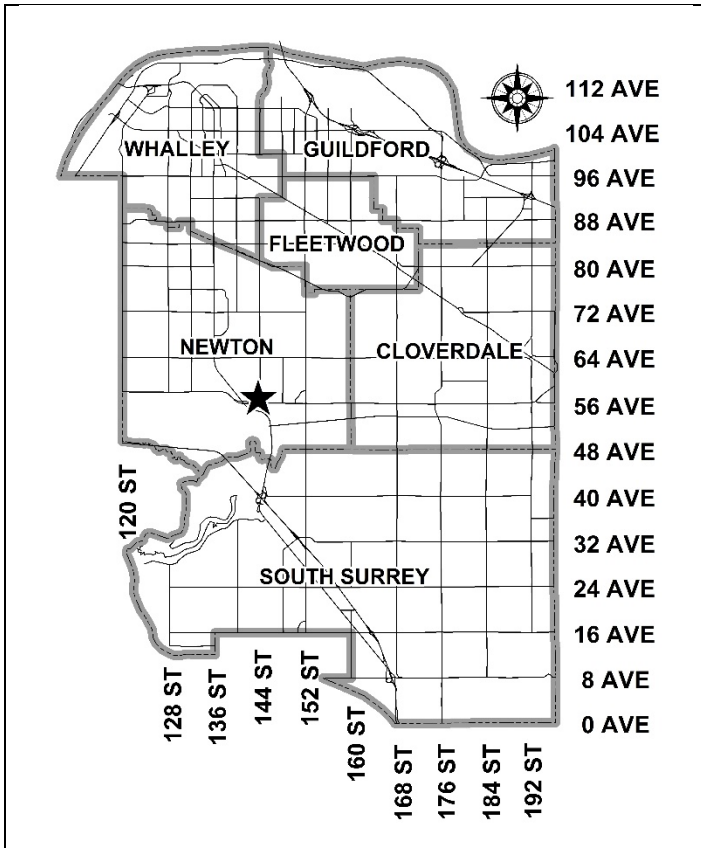 112 AVE
104 AVE
WHALLEY
GUILDFORD
96 AVE
88 AVE
FLEETWOOD
80 AVE
72 AVE
NEWTON
CLOVERDALE
64 AVE
56 AVE
48 AVE
120 ST
40 AVE
32 AVE
SOUTH SURREY
24 AVE
16 AVE
128 ST
136 ST
144 ST
152 ST
160 ST
8 AVE
0 AVE
168 ST
176 ST
184 ST
192 ST